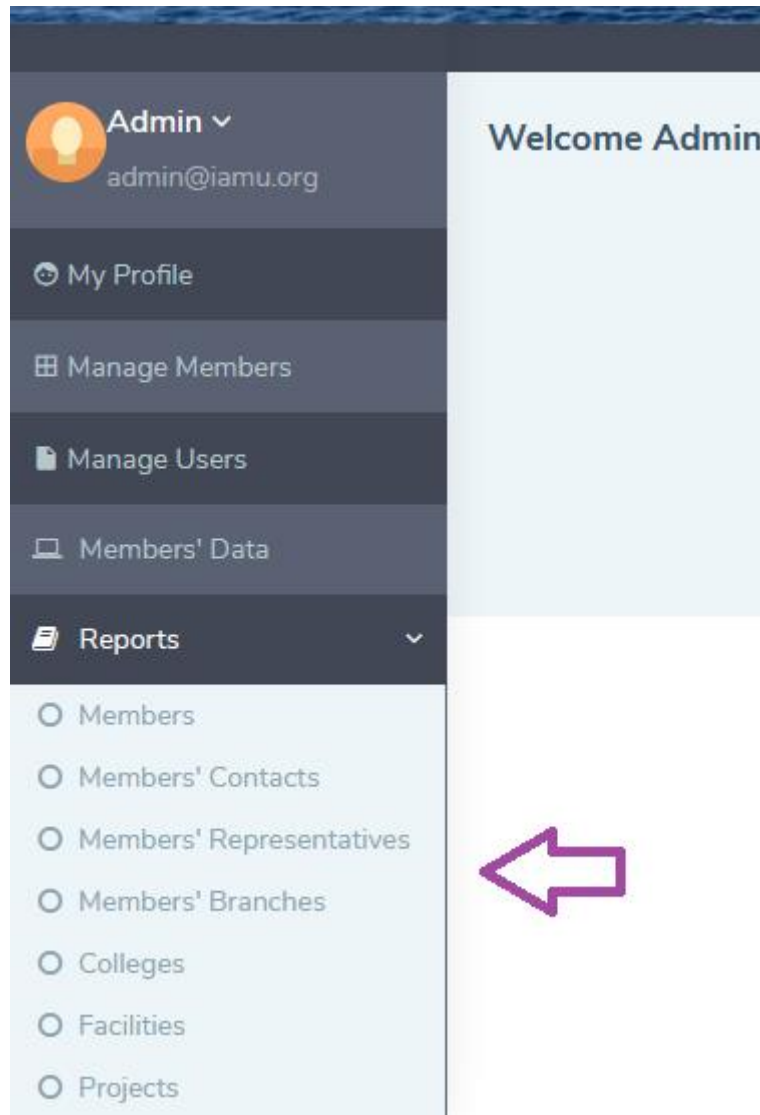 Admin
admin@iamu.org
Welcome Admin
My Profile
Manage Members
Manage Users
Members' Data
Reports
Members
Members' Contacts
Members' Representatives
Members' Branches
Colleges
Facilities
Projects